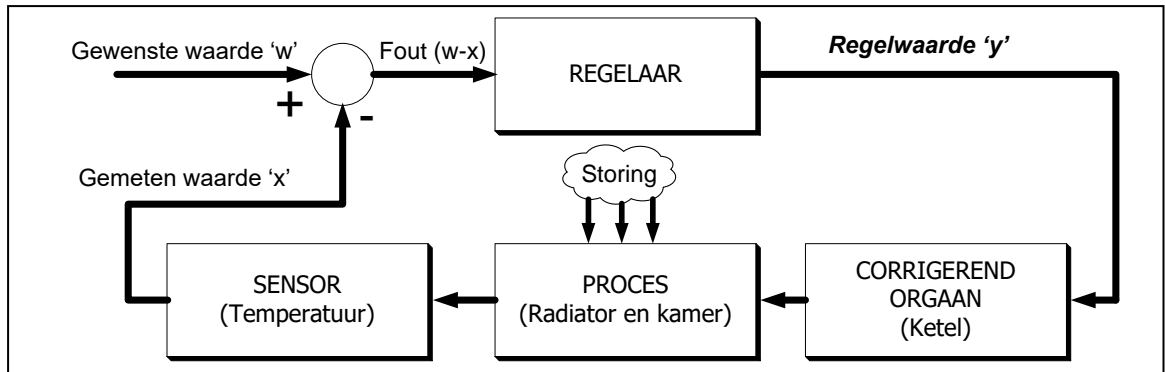 Gewenste waarde ‘w’
Fout (w-x)
REGELAAR
Regelwaarde ‘y’
+
-
Gemeten waarde ‘x’
Storing
SENSOR
(Temperatuur)
PROCES
(Radiator en kamer)
CORRIGEREND
ORGAAN
(Ketel)